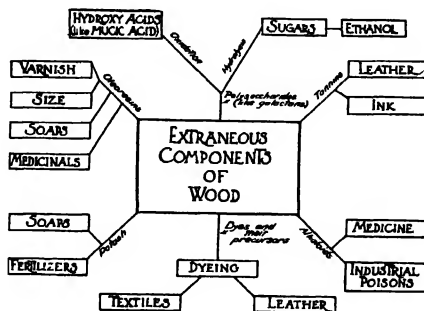 HYDROXY ACIDS
(like MUCIC ACID)
Oxidation
Hydrolysis
SUGARS
ETHANOL
Polysaccharides
(like galactans)
VARNISH
SIZE
SOAPS
MEDICINALS
Oleoresins
Tannins
LEATHER
INK
EXTRANEOUS
COMPONENTS
OF
WOOD
SOAPS
FERTILIZERS
Potash
Dyes and
their
precursors
DYEING
TEXTILES
LEATHER
Alkaloids
MEDICINE
INDUSTRIAL
POISONS